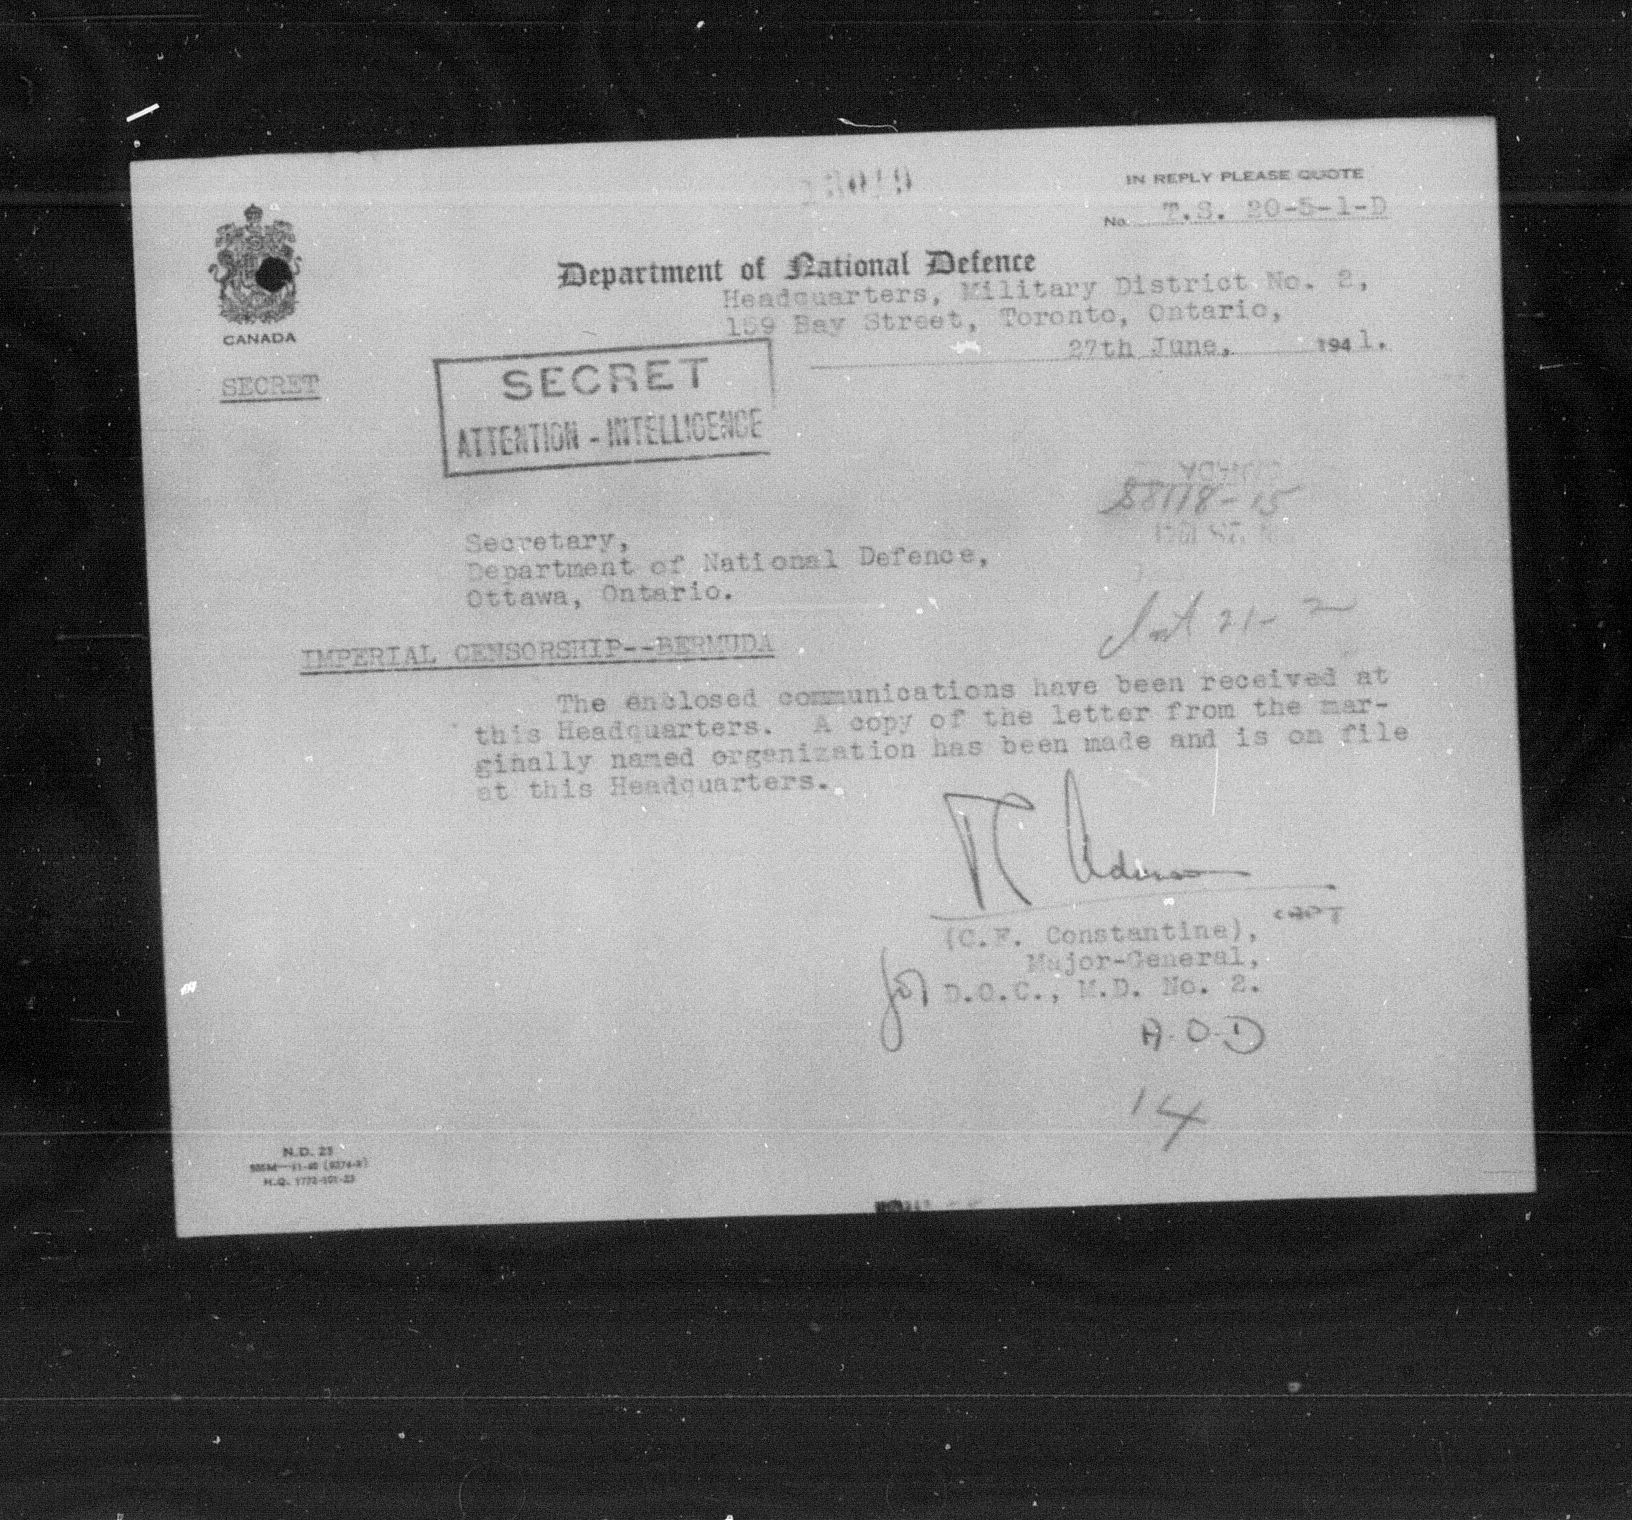 IN REPLY PLEASE QUOTE
No. T.S. 20-5-1-D
Department of National Defence
Headquarters, Military District No. 2,
159 Bay Street, Toronto, Ontario,
27th June, 1941.
CANADA
SECRET
SECRET
ATTENTION - INTELLIGENCE
Secretary,
Department of National Defence,
Ottawa, Ontario.
IMPERIAL CENSORSHIP--BERMUDA
The enclosed communications have been received at
this Headquarters. A copy of the letter from the mar-
ginally named organization has been made and is on file
at this Headquarters.
CAPT
(C.F. Constantine),
Major-General,
for D.O.C., M.D. No. 2.
A.O.D
14
N.D. 25